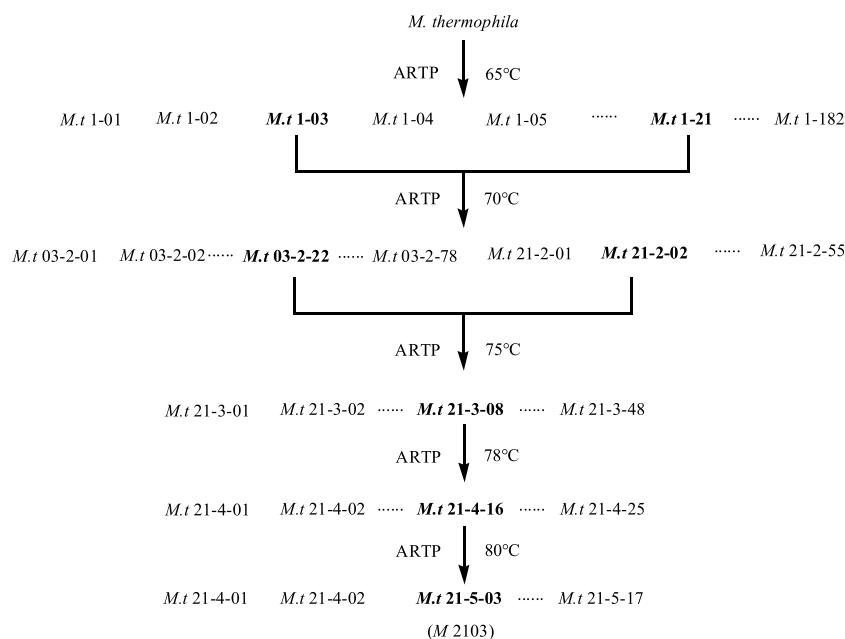 M. thermophila
ARTP 65°C
M.t 1-01 M.t 1-02 M.t 1-03 M.t 1-04 M.t 1-05 ······ M.t 1-21 ······ M.t 1-182
ARTP 70°C
M.t 03-2-01 M.t 03-2-02 ······ M.t 03-2-22 ······ M.t 03-2-78 M.t 21-2-01 M.t 21-2-02 ······ M.t 21-2-55
ARTP 75°C
M.t 21-3-01 M.t 21-3-02 ······ M.t 21-3-08 ······ M.t 21-3-48
ARTP 78°C
M.t 21-4-01 M.t 21-4-02 ······ M.t 21-4-16 ······ M.t 21-4-25
ARTP 80°C
M.t 21-4-01 M.t 21-4-02 M.t 21-5-03 ······ M.t 21-5-17
(M 2103)